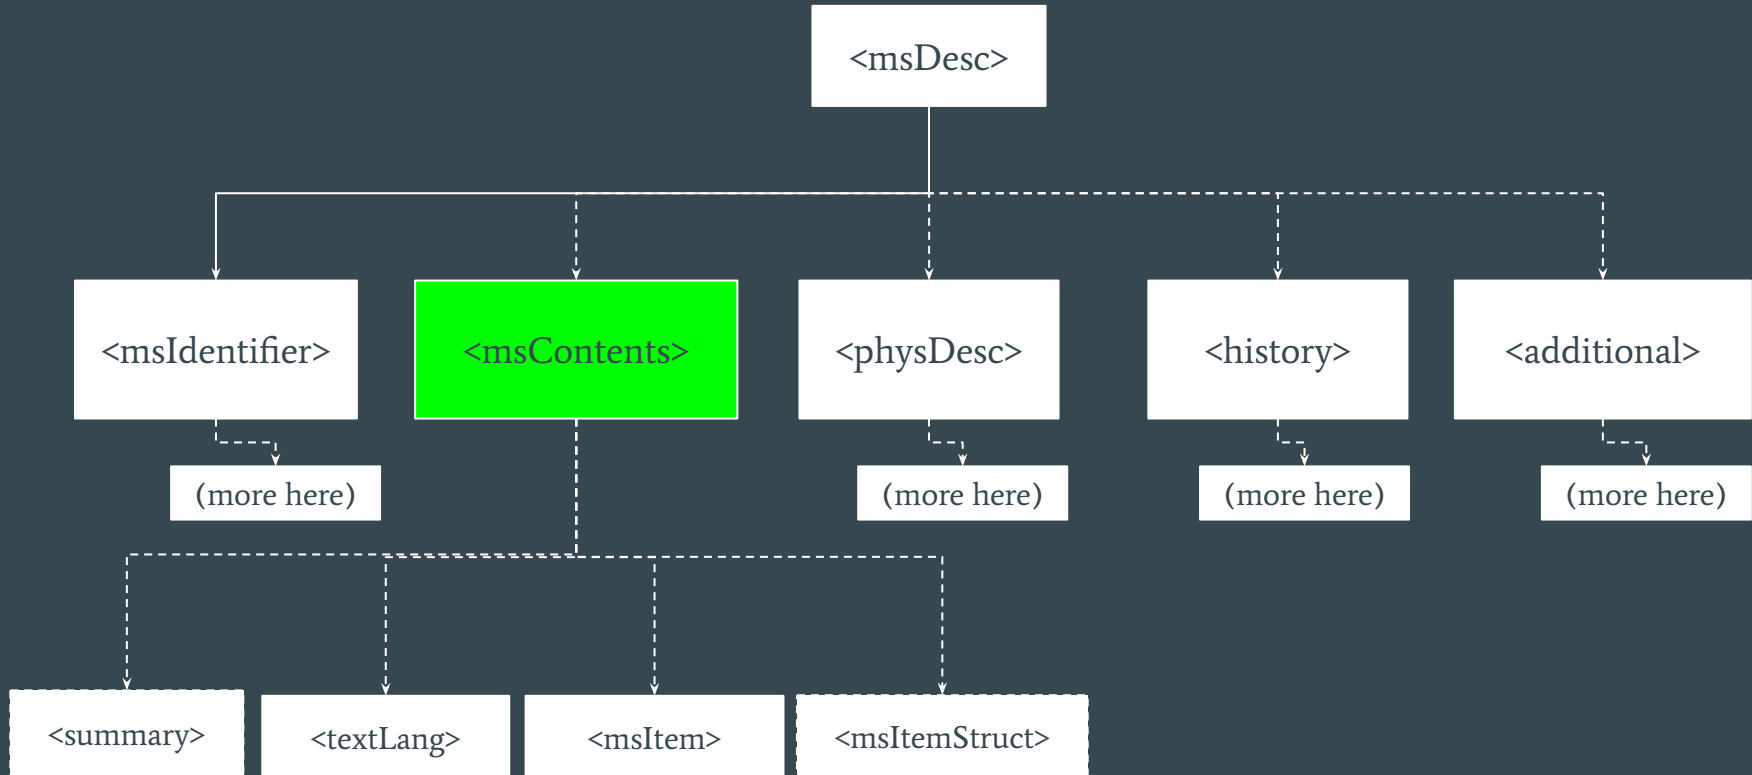 <msDesc>
<msIdentifier>
<msContents>
<physDesc>
<history>
<additional>
(more here)
(more here)
(more here)
(more here)
<summary>
<textLang>
<msItem>
<msItemStruct>